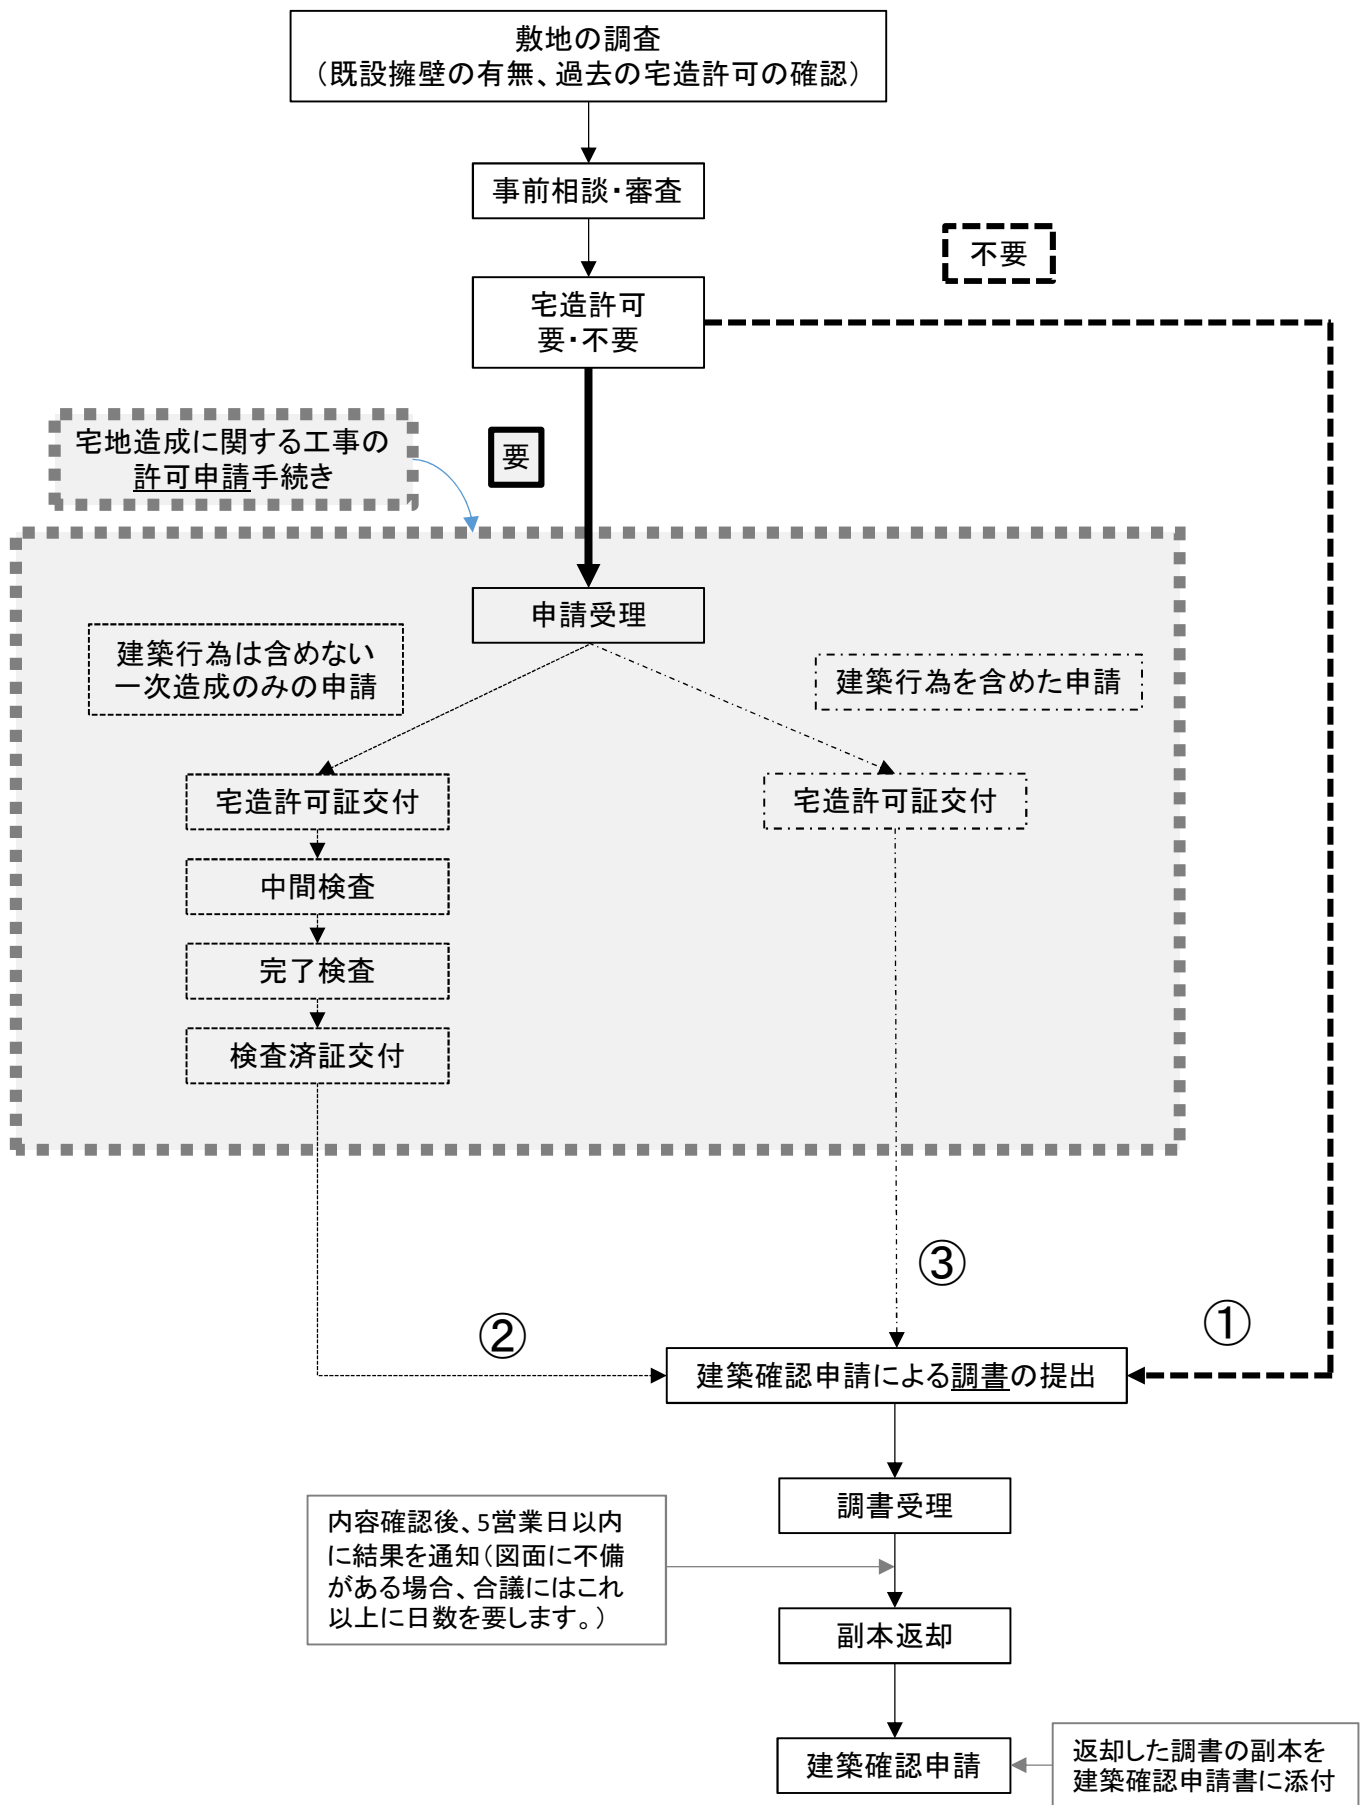 敷地の調査
（既設擁壁の有無、過去の宅造許可の確認）
事前相談・審査
不要
宅造許可
要・不要
宅地造成に関する工事の
許可申請手続き
要
申請受理
建築行為は含めない
一次造成のみの申請
建築行為を含めた申請
宅造許可証交付
宅造許可証交付
中間検査
完了検査
検査済証交付
③
②
①
建築確認申請による調書の提出
調書受理
内容確認後、5営業日以内
に結果を通知（図面に不備
がある場合、合議にはこれ
以上に日数を要します。）
副本返却
建築確認申請
返却した調書の副本を
建築確認申請書に添付